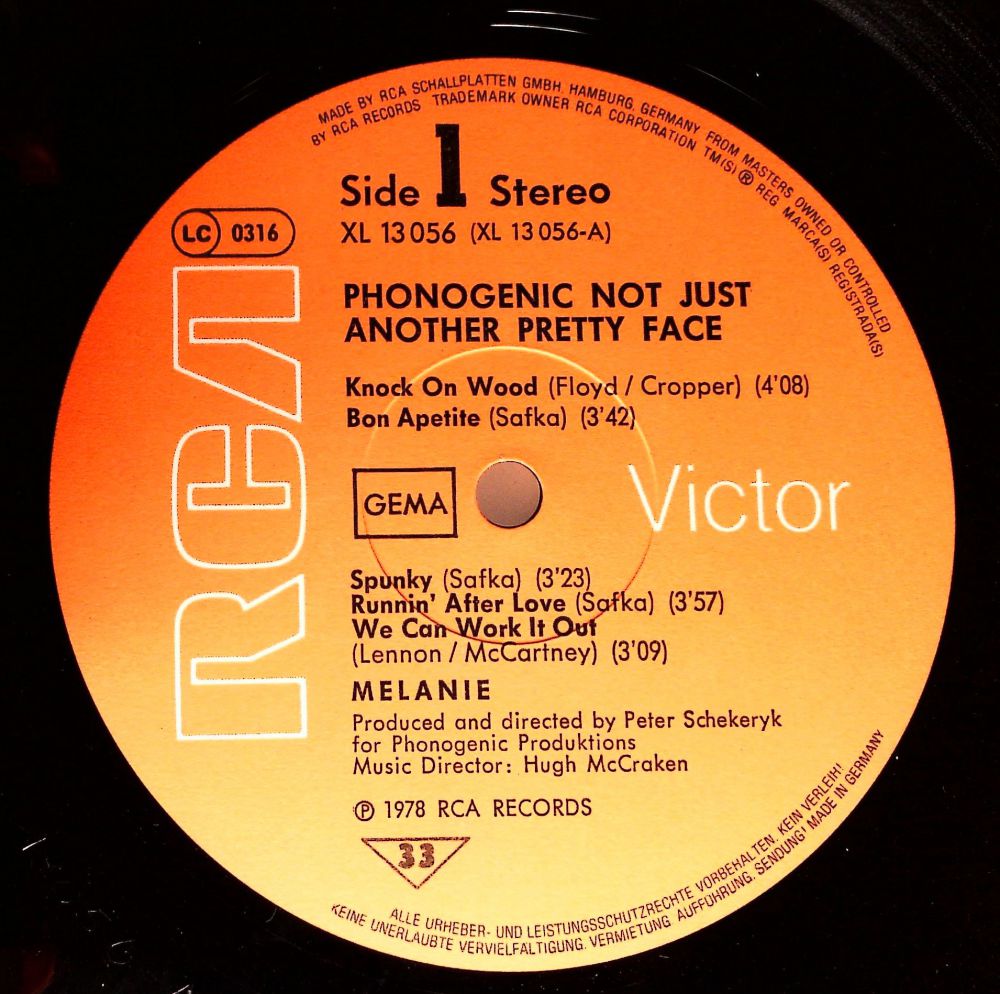 MADE BY RCA SCHALLPLATTEN GMBH, HAMBURG, GERMANY FROM MASTERS OWNED OR CONTROLLED
BY RCA RECORDS TRADEMARK OWNER RCA CORPORATION TM(S) ® REG MARCA(S) REGISTRADA(S)
Side 1 Stereo
XL 13 056 (XL 13 056-A)
LC 0316
RCA
PHONOGENIC NOT JUST
ANOTHER PRETTY FACE
Knock On Wood (Floyd / Cropper) (4'08)
Bon Apetite (Safka) (3'42)
GEMA
Victor
Spunky (Safka) (3'23)
Runnin' After Love (Safka) (3'57)
We Can Work It Out
(Lennon / McCartney) (3'09)
MELANIE
Produced and directed by Peter Schekeryk
for Phonogenic Produktions
Music Director: Hugh McCraken
℗ 1978 RCA RECORDS
33
ALLE URHEBER- UND LEISTUNGSSCHUTZRECHTE VORBEHALTEN. KEIN VERLEIH!
KEINE UNERLAUBTE VERVIELFALTIGUNG, VERMIETUNG AUFFÜHRUNG, SENDUNG! MADE IN GERMANY